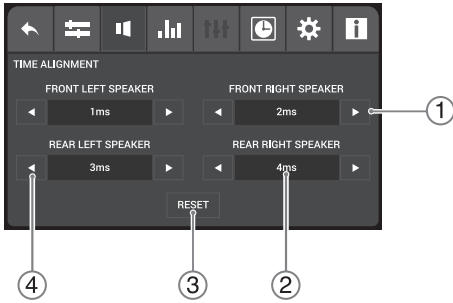 TIME ALIGNMENT
FRONT LEFT SPEAKER
FRONT RIGHT SPEAKER
1ms
2ms
1
REAR LEFT SPEAKER
REAR RIGHT SPEAKER
3ms
4ms
RESET
4
3
2